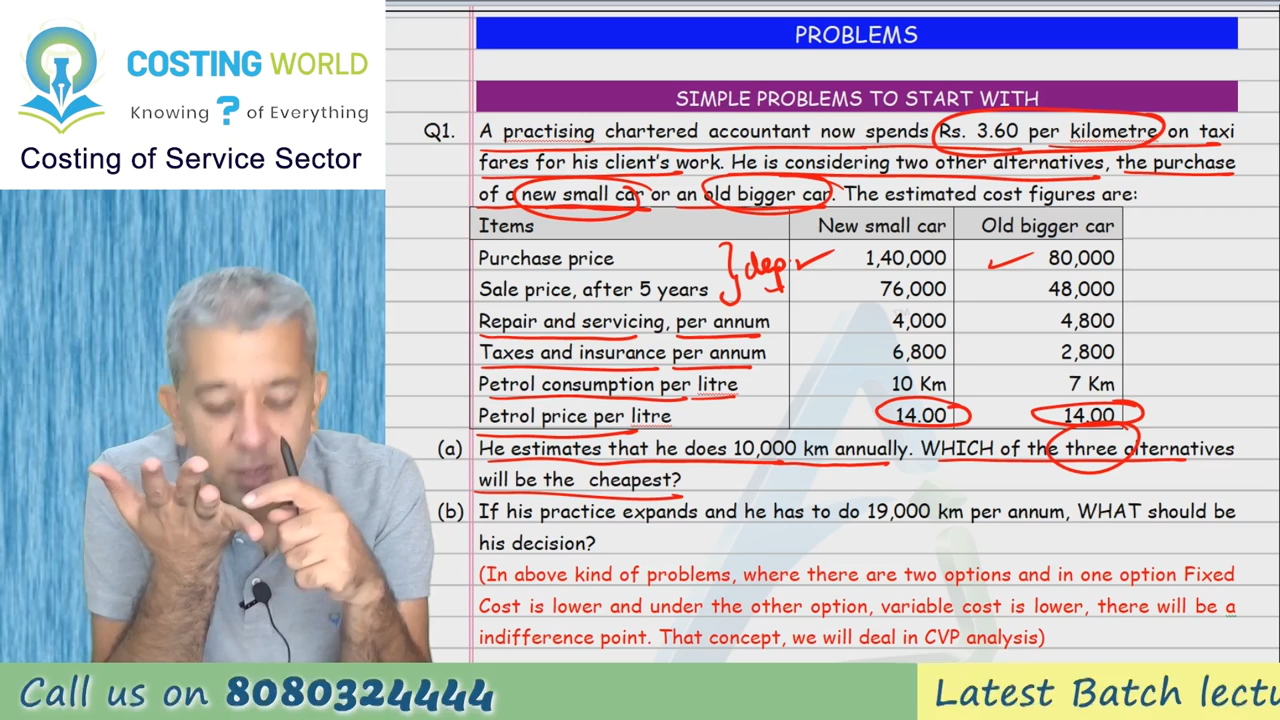 COSTING WORLD
Knowing ? of Everything
Costing of Service Sector
PROBLEMS
SIMPLE PROBLEMS TO START WITH
Q1. A practising chartered accountant now spends Rs. 3.60 per kilometre on taxi
fares for his client's work. He is considering two other alternatives, the purchase
of a new small car or an old bigger car. The estimated cost figures are:
Items New small car Old bigger car
Purchase price 1,40,000 80,000
dep.
Sale price, after 5 years 76,000 48,000
Repair and servicing, per annum 4,000 4,800
Taxes and insurance per annum 6,800 2,800
Petrol consumption per litre 10 Km 7 Km
Petrol price per litre 14.00 14.00
(a) He estimates that he does 10,000 km annually. WHICH of the three alternatives
will be the cheapest?
(b) If his practice expands and he has to do 19,000 km per annum, WHAT should be
his decision?
(In above kind of problems, where there are two options and in one option Fixed
Cost is lower and under the other option, variable cost is lower, there will be a
indifference point. That concept, we will deal in CVP analysis)
Call us on 8080324444
Latest Batch lectu